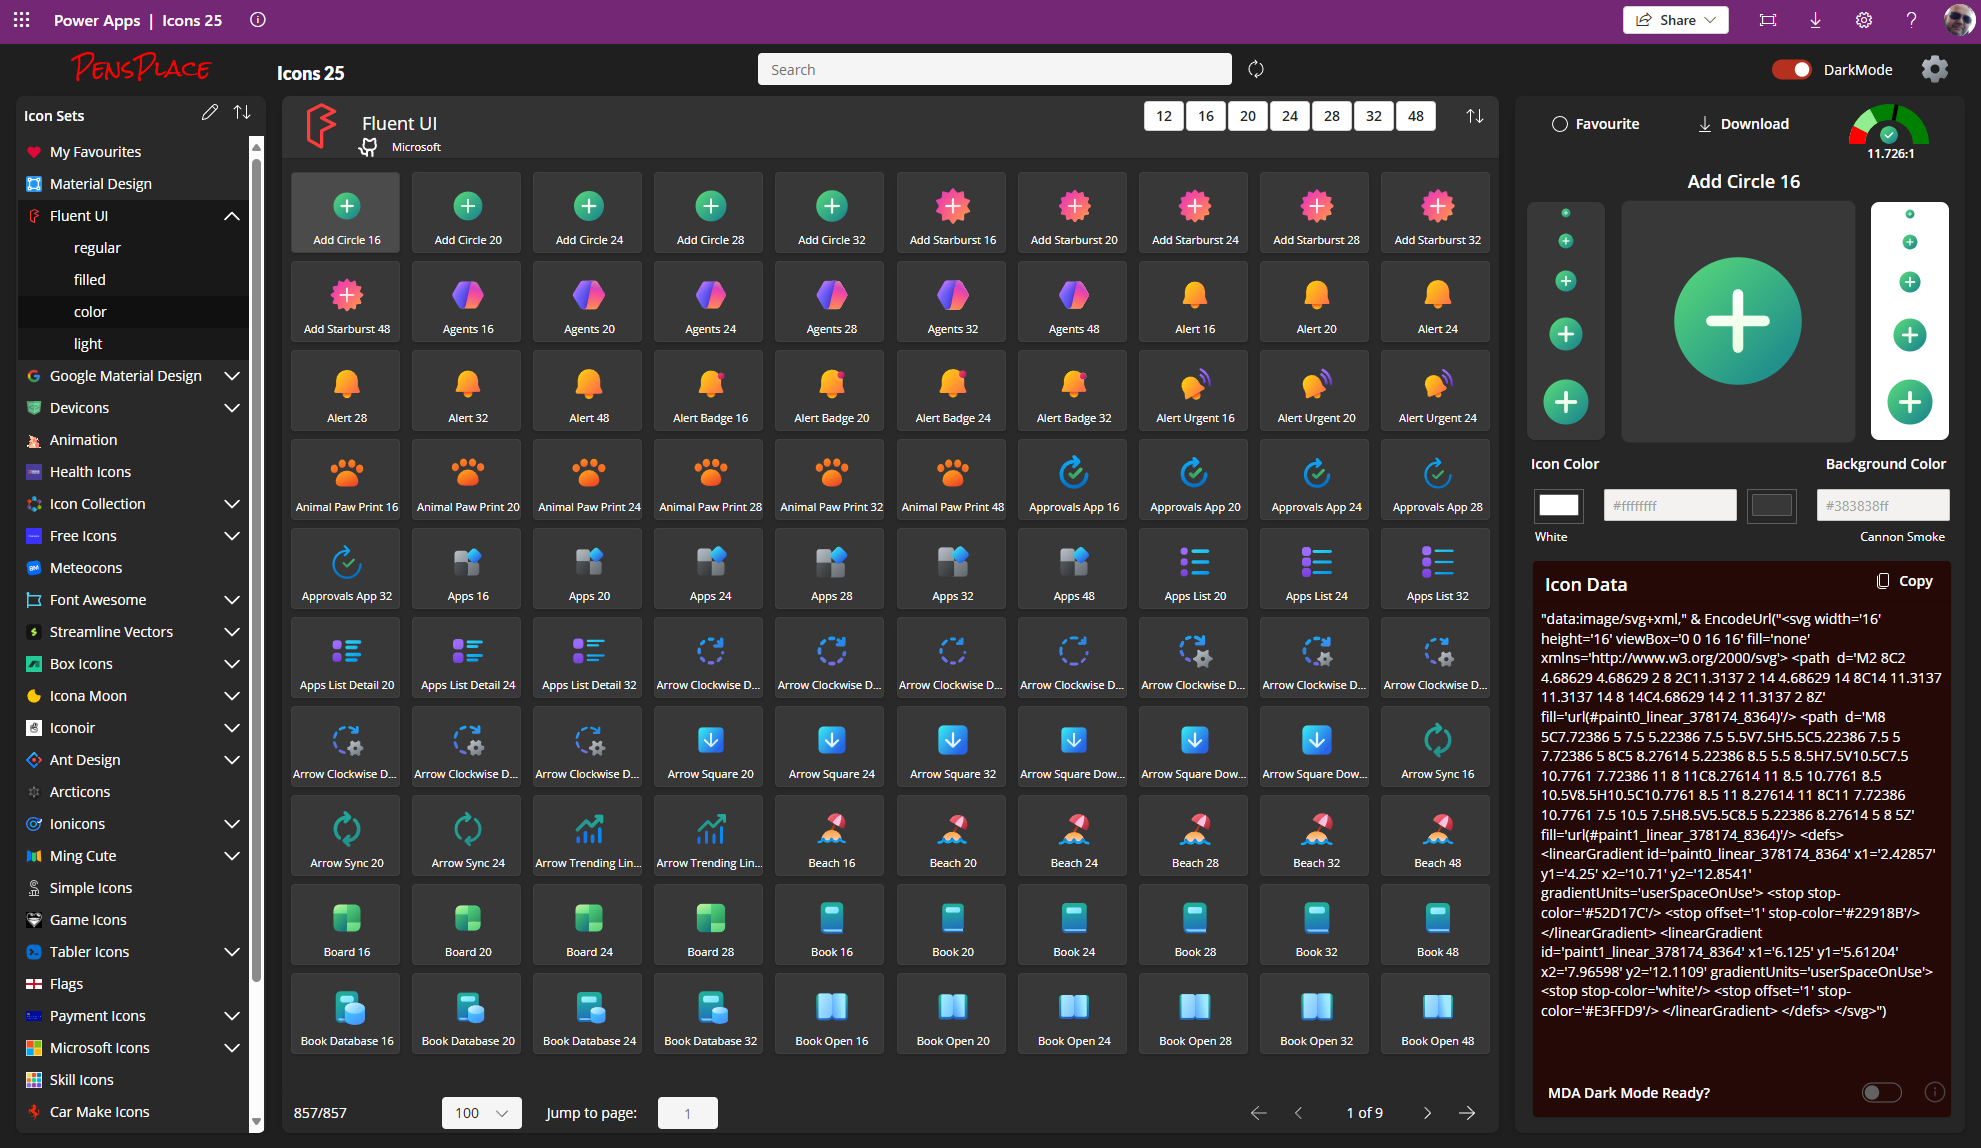 Power Apps | Icons 25
Share
PensPlace
Icons 25
Search
DarkMode
Icon Sets
My Favourites
Material Design
Fluent UI
regular
filled
color
light
Google Material Design
Devicons
Animation
Health Icons
Icon Collection
Free Icons
Meteocons
Font Awesome
Streamline Vectors
Box Icons
Icona Moon
Iconoir
Ant Design
Arcticons
Ionicons
Ming Cute
Simple Icons
Game Icons
Tabler Icons
Flags
Payment Icons
Microsoft Icons
Skill Icons
Car Make Icons
Fluent UI
Microsoft
12 16 20 24 28 32 48
Add Circle 16 Add Circle 20 Add Circle 24 Add Circle 28 Add Circle 32 Add Starburst 16 Add Starburst 20 Add Starburst 24 Add Starburst 28 Add Starburst 32
Add Starburst 48 Agents 16 Agents 20 Agents 24 Agents 28 Agents 32 Agents 48 Alert 16 Alert 20 Alert 24
Alert 28 Alert 32 Alert 48 Alert Badge 16 Alert Badge 20 Alert Badge 24 Alert Badge 32 Alert Urgent 16 Alert Urgent 20 Alert Urgent 24
Animal Paw Print 16 Animal Paw Print 20 Animal Paw Print 24 Animal Paw Print 28 Animal Paw Print 32 Animal Paw Print 48 Approvals App 16 Approvals App 20 Approvals App 24 Approvals App 28
Approvals App 32 Apps 16 Apps 20 Apps 24 Apps 28 Apps 32 Apps 48 Apps List 20 Apps List 24 Apps List 32
Apps List Detail 20 Apps List Detail 24 Apps List Detail 32 Arrow Clockwise D... Arrow Clockwise D... Arrow Clockwise D... Arrow Clockwise D... Arrow Clockwise D... Arrow Clockwise D... Arrow Clockwise D...
Arrow Clockwise D... Arrow Clockwise D... Arrow Clockwise D... Arrow Square 20 Arrow Square 24 Arrow Square 32 Arrow Square Dow... Arrow Square Dow... Arrow Square Dow... Arrow Sync 16
Arrow Sync 20 Arrow Sync 24 Arrow Trending Lin... Arrow Trending Lin... Beach 16 Beach 20 Beach 24 Beach 28 Beach 32 Beach 48
Board 16 Board 20 Board 24 Board 28 Book 16 Book 20 Book 24 Book 28 Book 32 Book 48
Book Database 16 Book Database 20 Book Database 24 Book Database 32 Book Open 16 Book Open 20 Book Open 24 Book Open 28 Book Open 32 Book Open 48
857/857
100
Jump to page:
1
1 of 9
Favourite
Download
11.726:1
Add Circle 16
Icon Color
Background Color
#ffffffff
#383838ff
White
Cannon Smoke
Icon Data
Copy
"data:image/svg+xml," & EncodeUrl("<svg width='16'
height='16' viewBox='0 0 16 16' fill='none'
xmlns='http://www.w3.org/2000/svg'> <path d='M2 8C2
4.68629 4.68629 2 8 2C11.3137 2 14 4.68629 14 8C14 11.3137
11.3137 14 8 14C4.68629 14 2 11.3137 2 8Z'
fill='url(#paint0_linear_378174_8364)'/> <path d='M8
5C7.72386 5 7.5 5.22386 7.5 5.5V7.5H5.5C5.22386 7.5 5
7.72386 5 8C5 8.27614 5.22386 8.5 5.5 8.5H7.5V10.5C7.5
10.7761 7.72386 11 8 11C8.27614 11 8.5 10.7761 8.5
10.5V8.5H10.5C10.7761 8.5 11 8.27614 11 8C11 7.72386
10.7761 7.5 10.5 7.5H8.5V5.5C8.5 5.22386 8.27614 5 8 5Z'
fill='url(#paint1_linear_378174_8364)'/> <defs>
<linearGradient id='paint0_linear_378174_8364' x1='2.42857'
y1='4.25' x2='10.71' y2='12.8541'
gradientUnits='userSpaceOnUse'> <stop stop-
color='#52D17C'/> <stop offset='1' stop-color='#22918B'/>
</linearGradient> <linearGradient
id='paint1_linear_378174_8364' x1='6.125' y1='5.61204'
x2='7.96598' y2='12.1109' gradientUnits='userSpaceOnUse'>
<stop stop-color='white'/> <stop offset='1' stop-
color='#E3FFD9'/> </linearGradient> </defs> </svg>")
MDA Dark Mode Ready?